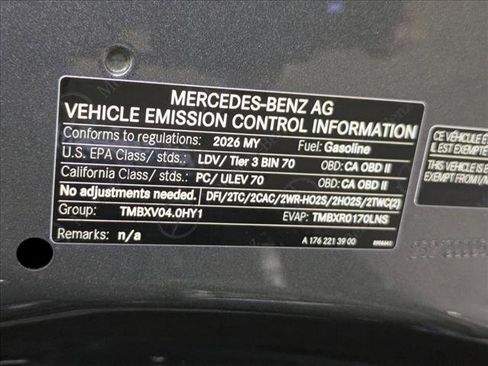 MERCEDES-BENZ AG
VEHICLE EMISSION CONTROL INFORMATION
Conforms to regulations: 2026 MY Fuel: Gasoline
U.S. EPA Class/ stds.: LDV/ Tier 3 BIN 70 OBD: CA OBD II
California Class/ stds.: PC/ ULEV 70 OBD: CA OBD II
No adjustments needed. DFI/2TC/2CAC/2WR-HO2S/2HO2S/2TWC(2)
Group: TMBXV04.0HY1 EVAP: TMBXR0170LNS
Remarks: n/a A 176 221 39 00
CE VÉHICULE
IL EST EXEMPTÉ
THIS VEHICLE IS
EXEMPT